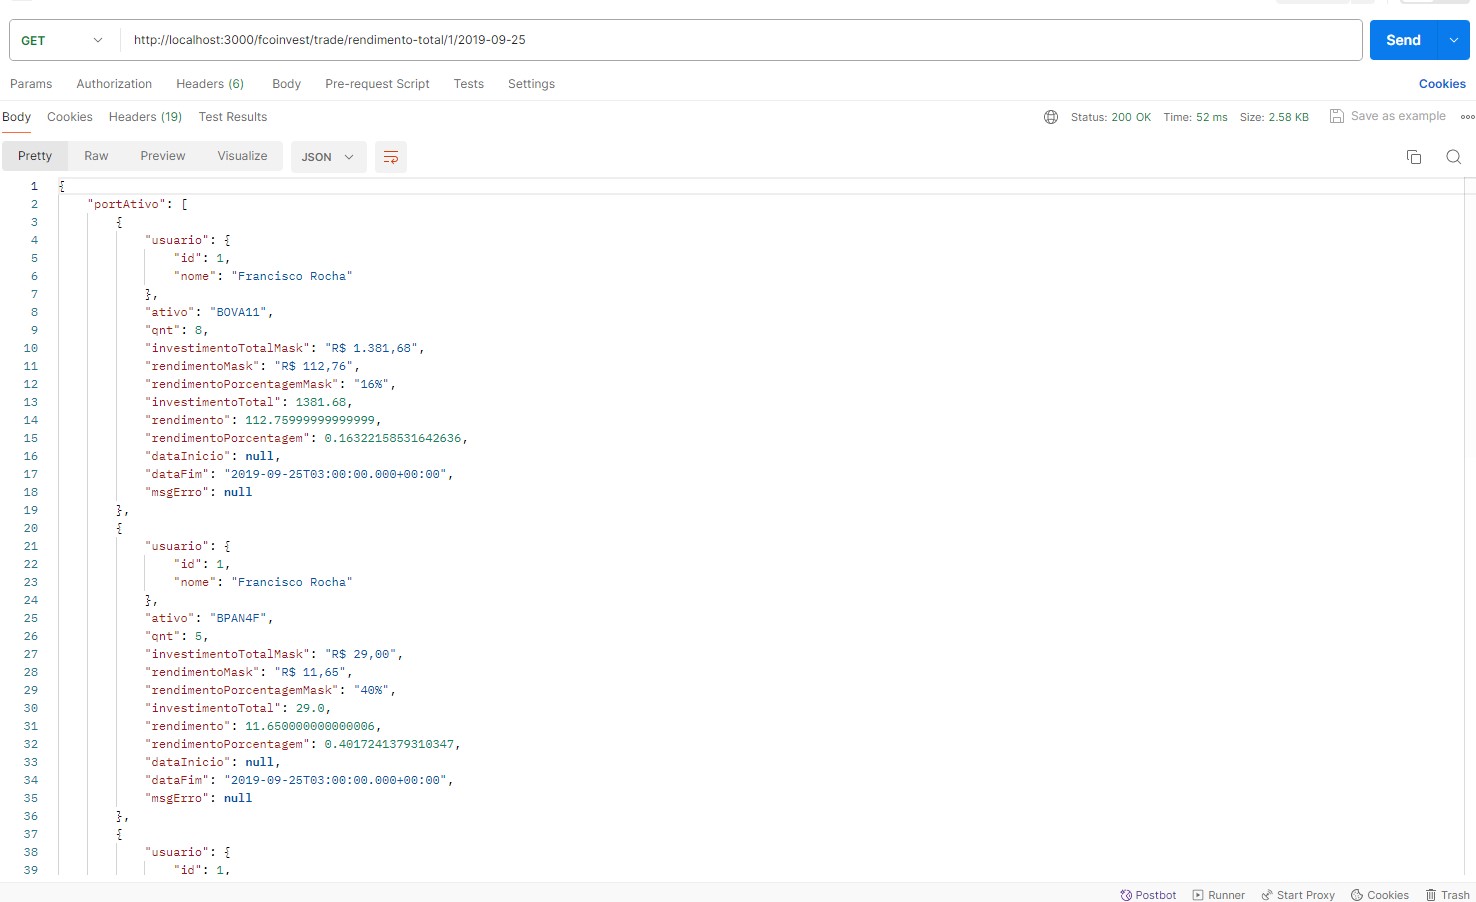 GET http://localhost:3000/fcoinvest/trade/rendimento-total/1/2019-09-25 Send
Params Authorization Headers (6) Body Pre-request Script Tests Settings Cookies
Body Cookies Headers (19) Test Results Status: 200 OK Time: 52 ms Size: 2.58 KB Save as example
Pretty Raw Preview Visualize JSON
1 {
2 "portAtivo": [
3 {
4 "usuario": {
5 "id": 1,
6 "nome": "Francisco Rocha"
7 },
8 "ativo": "BOVA11",
9 "qnt": 8,
10 "investimentoTotalMask": "R$ 1.381,68",
11 "rendimentoMask": "R$ 112,76",
12 "rendimentoPorcentagemMask": "16%",
13 "investimentoTotal": 1381.68,
14 "rendimento": 112.75999999999999,
15 "rendimentoPorcentagem": 0.16322158531642636,
16 "dataInicio": null,
17 "dataFim": "2019-09-25T03:00:00.000+00:00",
18 "msgErro": null
19 },
20 {
21 "usuario": {
22 "id": 1,
23 "nome": "Francisco Rocha"
24 },
25 "ativo": "BPAN4F",
26 "qnt": 5,
27 "investimentoTotalMask": "R$ 29,00",
28 "rendimentoMask": "R$ 11,65",
29 "rendimentoPorcentagemMask": "40%",
30 "investimentoTotal": 29.0,
31 "rendimento": 11.650000000000006,
32 "rendimentoPorcentagem": 0.4017241379310347,
33 "dataInicio": null,
34 "dataFim": "2019-09-25T03:00:00.000+00:00",
35 "msgErro": null
36 },
37 {
38 "usuario": {
39 "id": 1,
Postbot Runner Start Proxy Cookies Trash